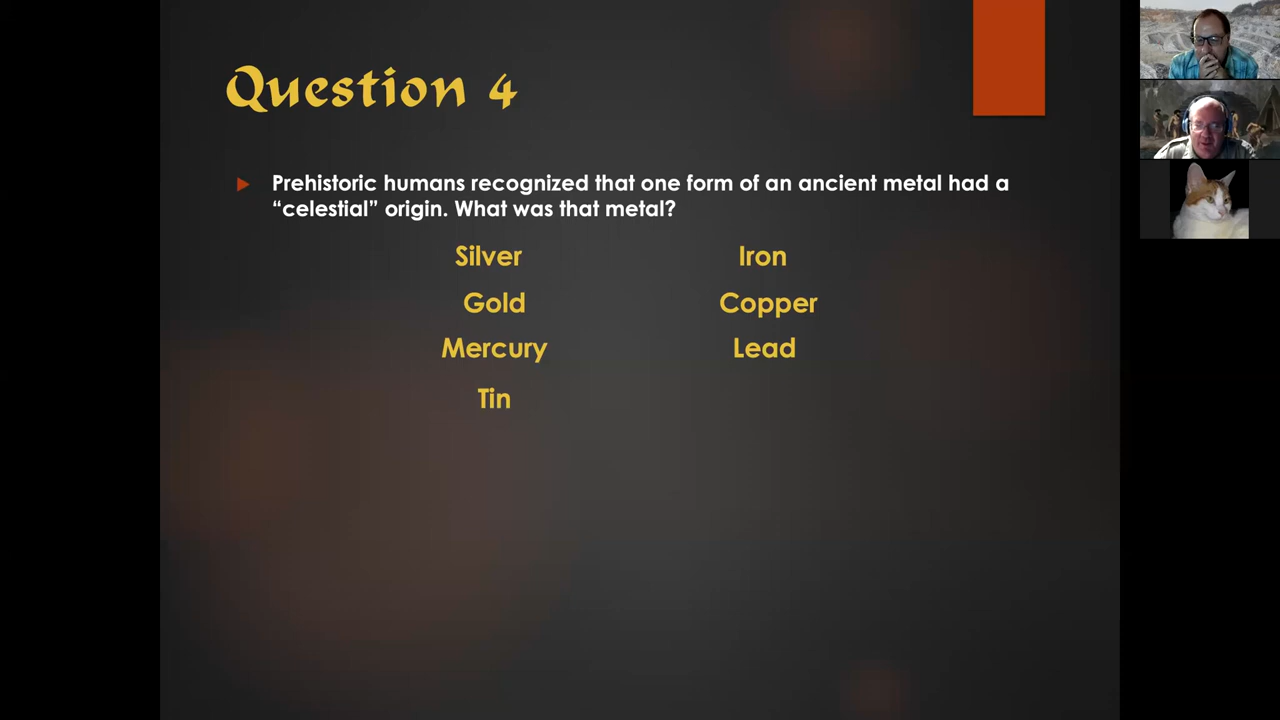 Question 4
Prehistoric humans recognized that one form of an ancient metal had a
“celestial” origin. What was that metal?
Silver
Iron
Gold
Copper
Mercury
Lead
Tin